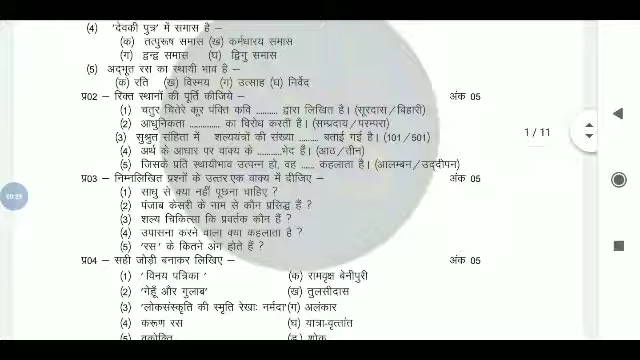 (4) 'देवकी पुत्र' में समास है –
(क) तत्पुरूष समास (ख) कर्मधारय समास
(ग) द्वन्द्व समास (घ) द्विगु समास
(5) अद्भूत रस का स्थायी भाव है –
(क) रति (ख) विस्मय (ग) उत्साह (घ) निर्वेद
प्र02 – रिक्त स्थानों की पूर्ति कीजिये – अंक 05
(1) चतुर चितेरे कूर पंक्ति कवि .......... द्वारा लिखित है। (सूरदास/बिहारी)
(2) आधुनिकता ............. का विरोध करती है। (सम्प्रदाय/परम्परा)
(3) सुश्रुत संहिता में शल्ययंत्रों की संख्या ......... बताई गई है। (101/501)
(4) अर्थ के आधार पर वाक्य के ...........भेद हैं। (आठ/तीन)
(5) जिसके प्रति स्थायीभाव उत्पन्न हो, वह ...... कहलाता है। (आलम्बन/उद्दीपन)
1 / 11
प्र03 – निम्नलिखित प्रश्नों के उत्तर एक वाक्य में दीजिए – अंक 05
(1) साधु से क्या नहीं पूछना चाहिए ?
(2) पंजाब केसरी के नाम से कौन प्रसिद्ध हैं ?
(3) शल्य चिकित्सा कि प्रवर्तक कौन हैं ?
(4) उपासना करने वाला क्या कहलाता है ?
(5) 'रस' के कितने अंग होते हैं ?
प्र04 – सही जोड़ी बनाकर लिखिए – अंक 05
(1) ' विनय पत्रिका ' (क) रामवृक्ष बेनीपुरी
(2) 'गेहूँ और गुलाब' (ख) तुलसीदास
(3) 'लोकसंस्कृति की स्मृति रेखाः नर्मदा' (ग) अलंकार
(4) करूण रस (घ) यात्रा-वृत्तांत
(5) वक्रोक्ति (ड) शोक